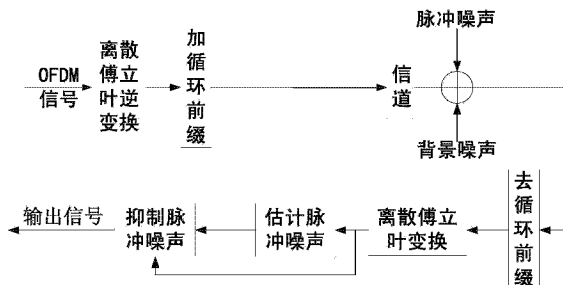 脉冲噪声
OFDM
信号
离散
傅立
叶逆
变换
加
循
环
前
缀
信
道
背景噪声
输出信号
抑制脉
冲噪声
估计脉
冲噪声
离散傅立
叶变换
去
循
环
前
缀